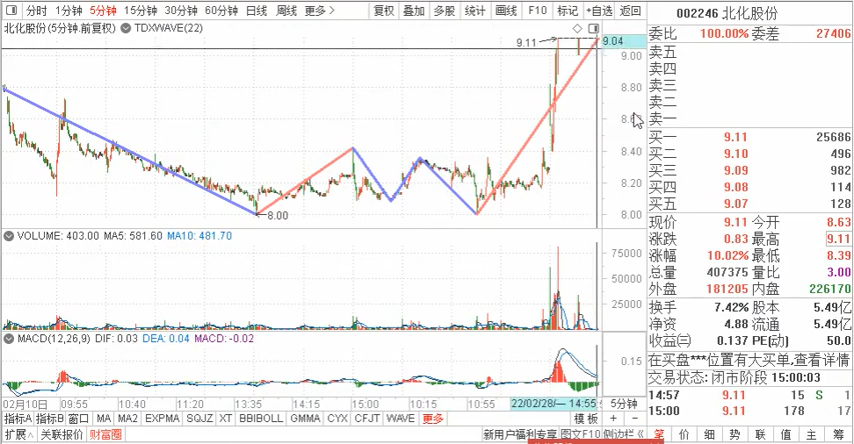 分时 1分钟 5分钟 15分钟 30分钟 60分钟 日线 周线 更多> 复权 叠加 多股 统计 画线 F10 标记 +自选 返回
北化股份(5分钟.前复权) TDXWAVE(22)
9.11
9.04
9.00
8.80
8.60
8.40
8.20
8.00
8.00
VOLUME: 403.00 MA5: 581.60 MA10: 481.70
75000
50000
25000
MACD(12,26,9) DIF: 0.03 DEA: 0.04 MACD: -0.02
0.15
02月10日 09:55 10:40 11:20 13:35 14:15 15:00 10:15 10:55 22/02/28/— 14:55 5分钟
指标A 指标B 窗口 MA MA2 EXPMA SQGJZ XT BBIBOLL GMMA CYX CFJT WAVE 更多 模板 + −
扩展∧ 关联报价 财富圈 新用户福利专享 图文F10 侧边栏<
002246 北化股份
委比 100.00% 委差 27406
卖五
卖四
卖三
卖二
卖一
买一 9.11 25686
买二 9.10 496
买三 9.09 982
买四 9.08 114
买五 9.07 128
现价 9.11 今开 8.63
涨跌 0.83 最高 9.11
涨幅 10.02% 最低 8.39
总量 407375 量比 3.00
外盘 181205 内盘 226170
换手 7.42% 股本 5.49亿
净资 4.88 流通 5.49亿
收益㈢ 0.137 PE(动) 50.0
在买盘***位置有大买单,查看详情
交易状态: 闭市阶段 15:00:03
14:57 9.11 15 S 1
15:00 9.11 178 17
笔 价 细 势 联 值 主 筹